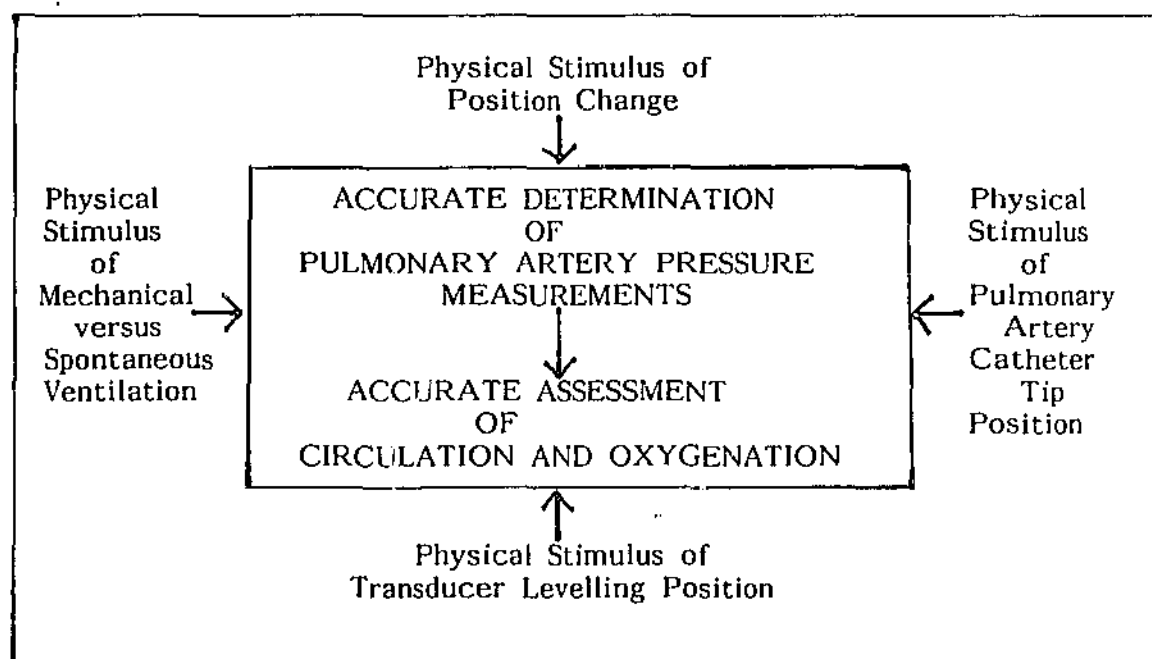 Physical Stimulus of
Position Change
Physical
Stimulus
of
Mechanical
versus
Spontaneous
Ventilation
ACCURATE DETERMINATION
OF
PULMONARY ARTERY PRESSURE
MEASUREMENTS
ACCURATE ASSESSMENT
OF
CIRCULATION AND OXYGENATION
Physical
Stimulus
of
Pulmonary
Artery
Catheter
Tip
Position
Physical Stimulus of
Transducer Levelling Position